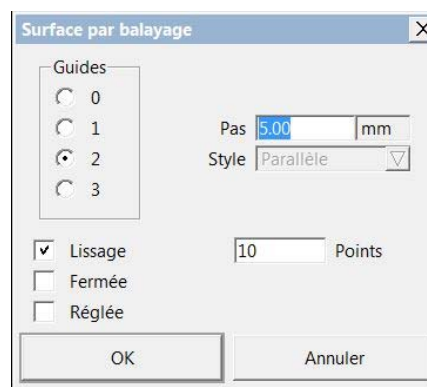 Surface par balayage
Guides
0
1
2
3
Pas 5.00 mm
Style Parallèle
Lissage 10 Points
Fermée
Réglée
OK Annuler